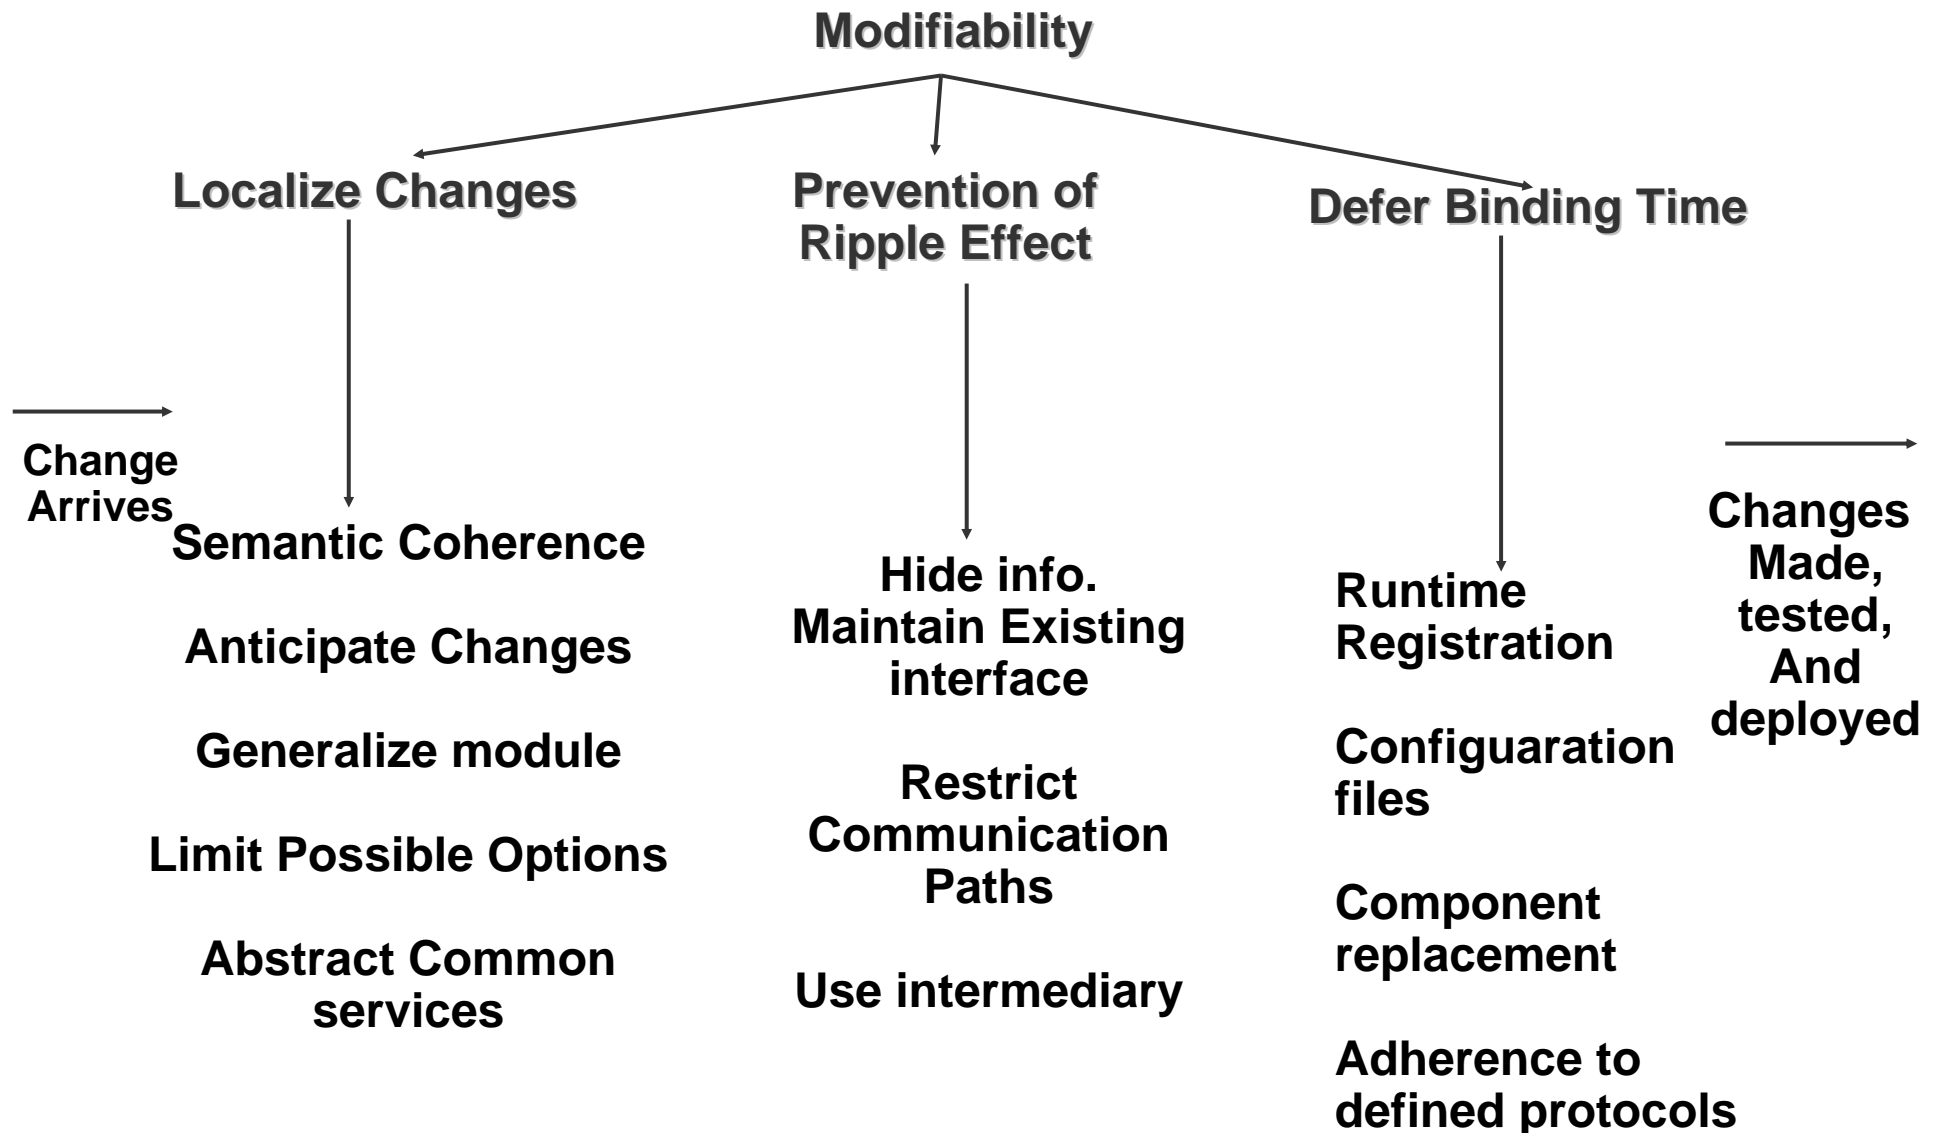 Modifiability
Localize Changes
Prevention of
Ripple Effect
Defer Binding Time
Change
Arrives
Semantic Coherence
Anticipate Changes
Generalize module
Limit Possible Options
Abstract Common
services
Hide info.
Maintain Existing
interface
Restrict
Communication
Paths
Use intermediary
Runtime
Registration
Configuaration
files
Component
replacement
Adherence to
defined protocols
Changes
Made,
tested,
And
deployed